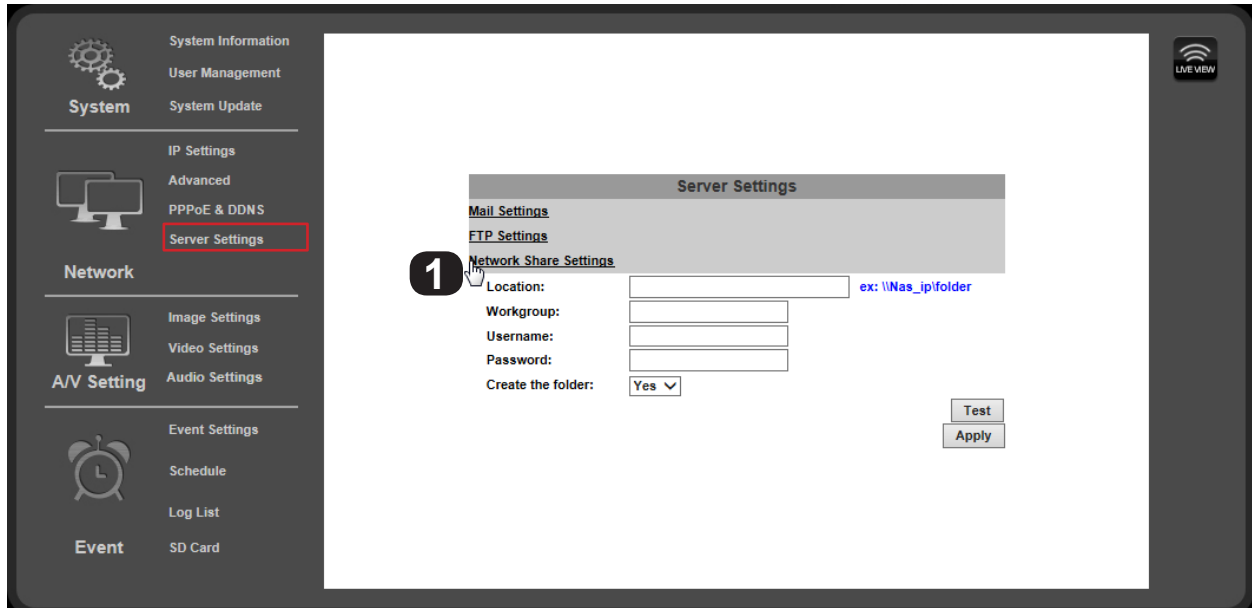 System Information
User Management
System
System Update
IP Settings
Advanced
PPPoE & DDNS
Server Settings
Network
Image Settings
Video Settings
A/V Setting
Audio Settings
Event Settings
Schedule
Log List
Event
SD Card
Server Settings
Mail Settings
FTP Settings
Network Share Settings
1
Location:
ex: \\Nas_ip\folder
Workgroup:
Username:
Password:
Create the folder:
Yes
Test
Apply
LIVE VIEW